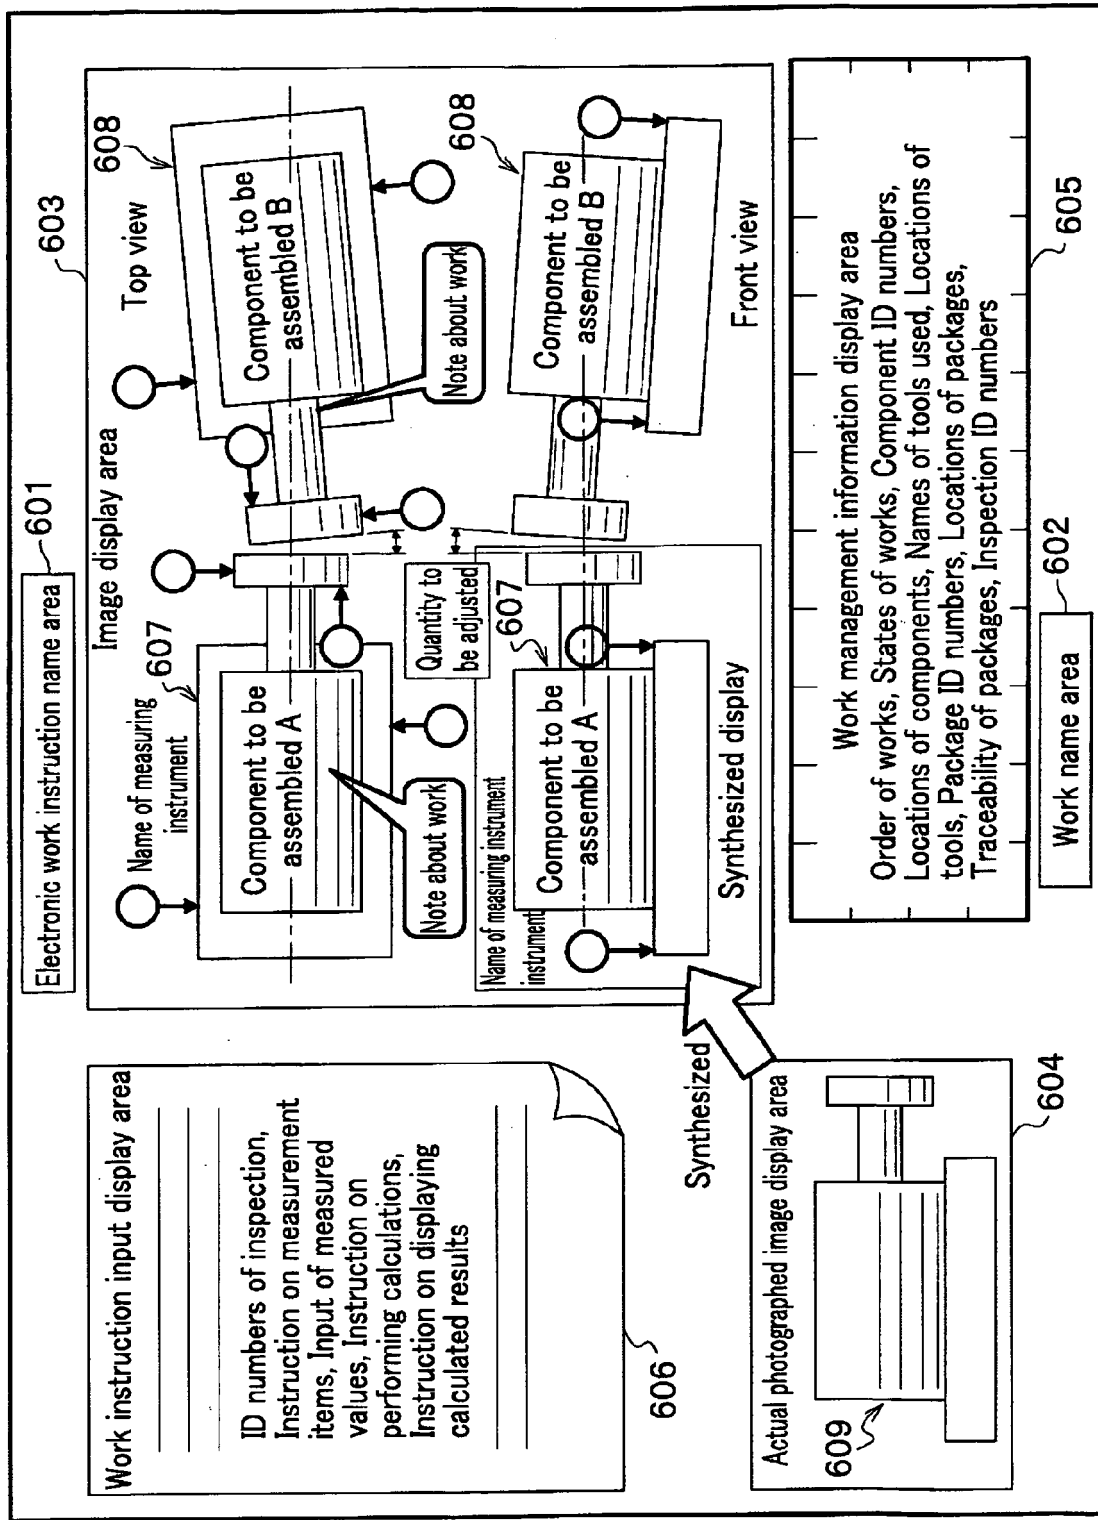 Electronic work instruction name area
601
Work instruction input display area
ID numbers of inspection,
Instruction on measurement
items, Input of measured
values, Instruction on
performing calculations,
Instruction on displaying
calculated results
606
Image display area
603
Name of measuring
instrument
607
Component to be
assembled A
Note about work
Top view
608
Component to be
assembled B
Note about work
Quantity to
be adjusted
607
Name of measuring instrument
instrument
Component to be
assembled A
Synthesized display
608
Component to be
assembled B
Front view
Synthesized
Actual photographed image display area
609
604
Work management information display area
Order of works, States of works, Component ID numbers,
Locations of components, Names of tools used, Locations of
tools, Package ID numbers, Locations of packages,
Traceability of packages, Inspection ID numbers
605
Work name area
602